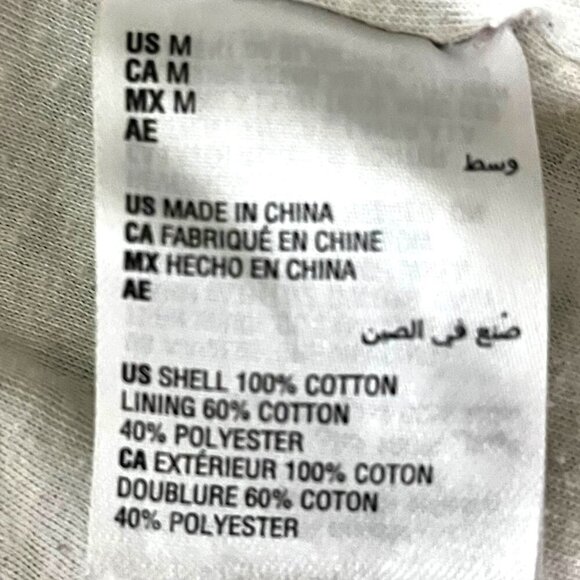 US M
CA M
MX M
AE
وسط
US MADE IN CHINA
CA FABRIQUÉ EN CHINE
MX HECHO EN CHINA
AE
صُنع في الصين
US SHELL 100% COTTON
LINING 60% COTTON
40% POLYESTER
CA EXTÉRIEUR 100% COTON
DOUBLURE 60% COTON
40% POLYESTER